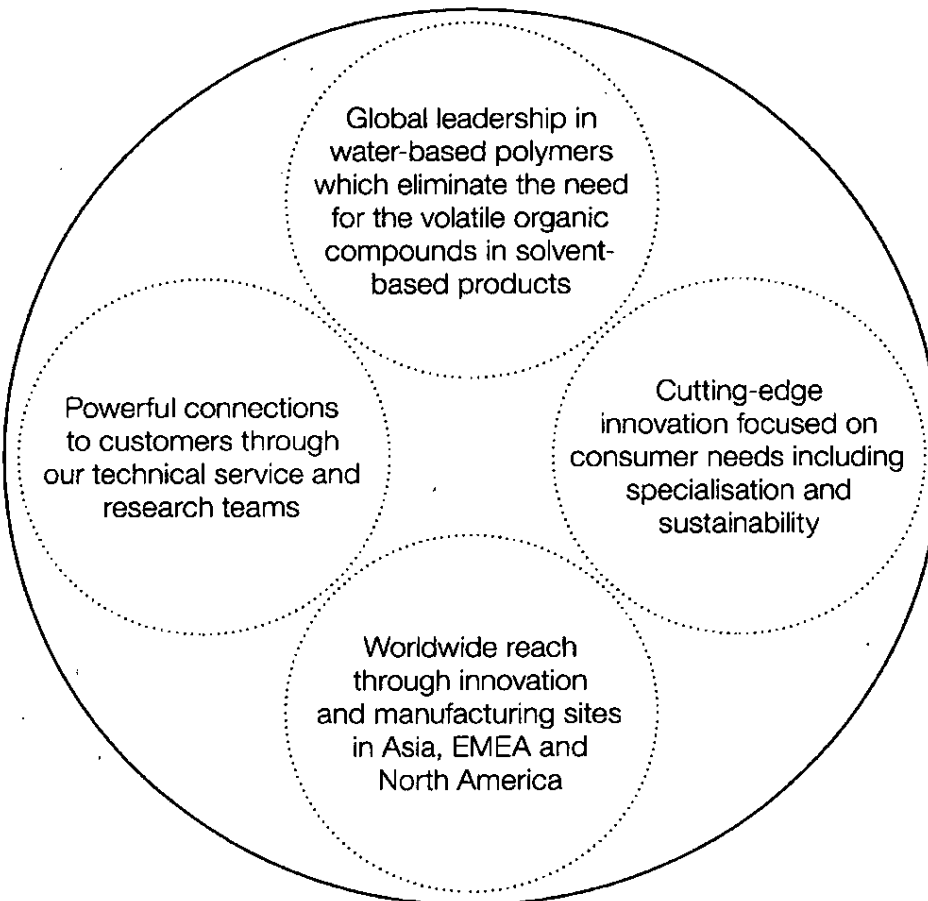 Global leadership in
water-based polymers
which eliminate the need
for the volatile organic
compounds in solvent-
based products
Powerful connections
to customers through
our technical service and
research teams
Cutting-edge
innovation focused on
consumer needs including
specialisation and
sustainability
Worldwide reach
through innovation
and manufacturing sites
in Asia, EMEA and
North America